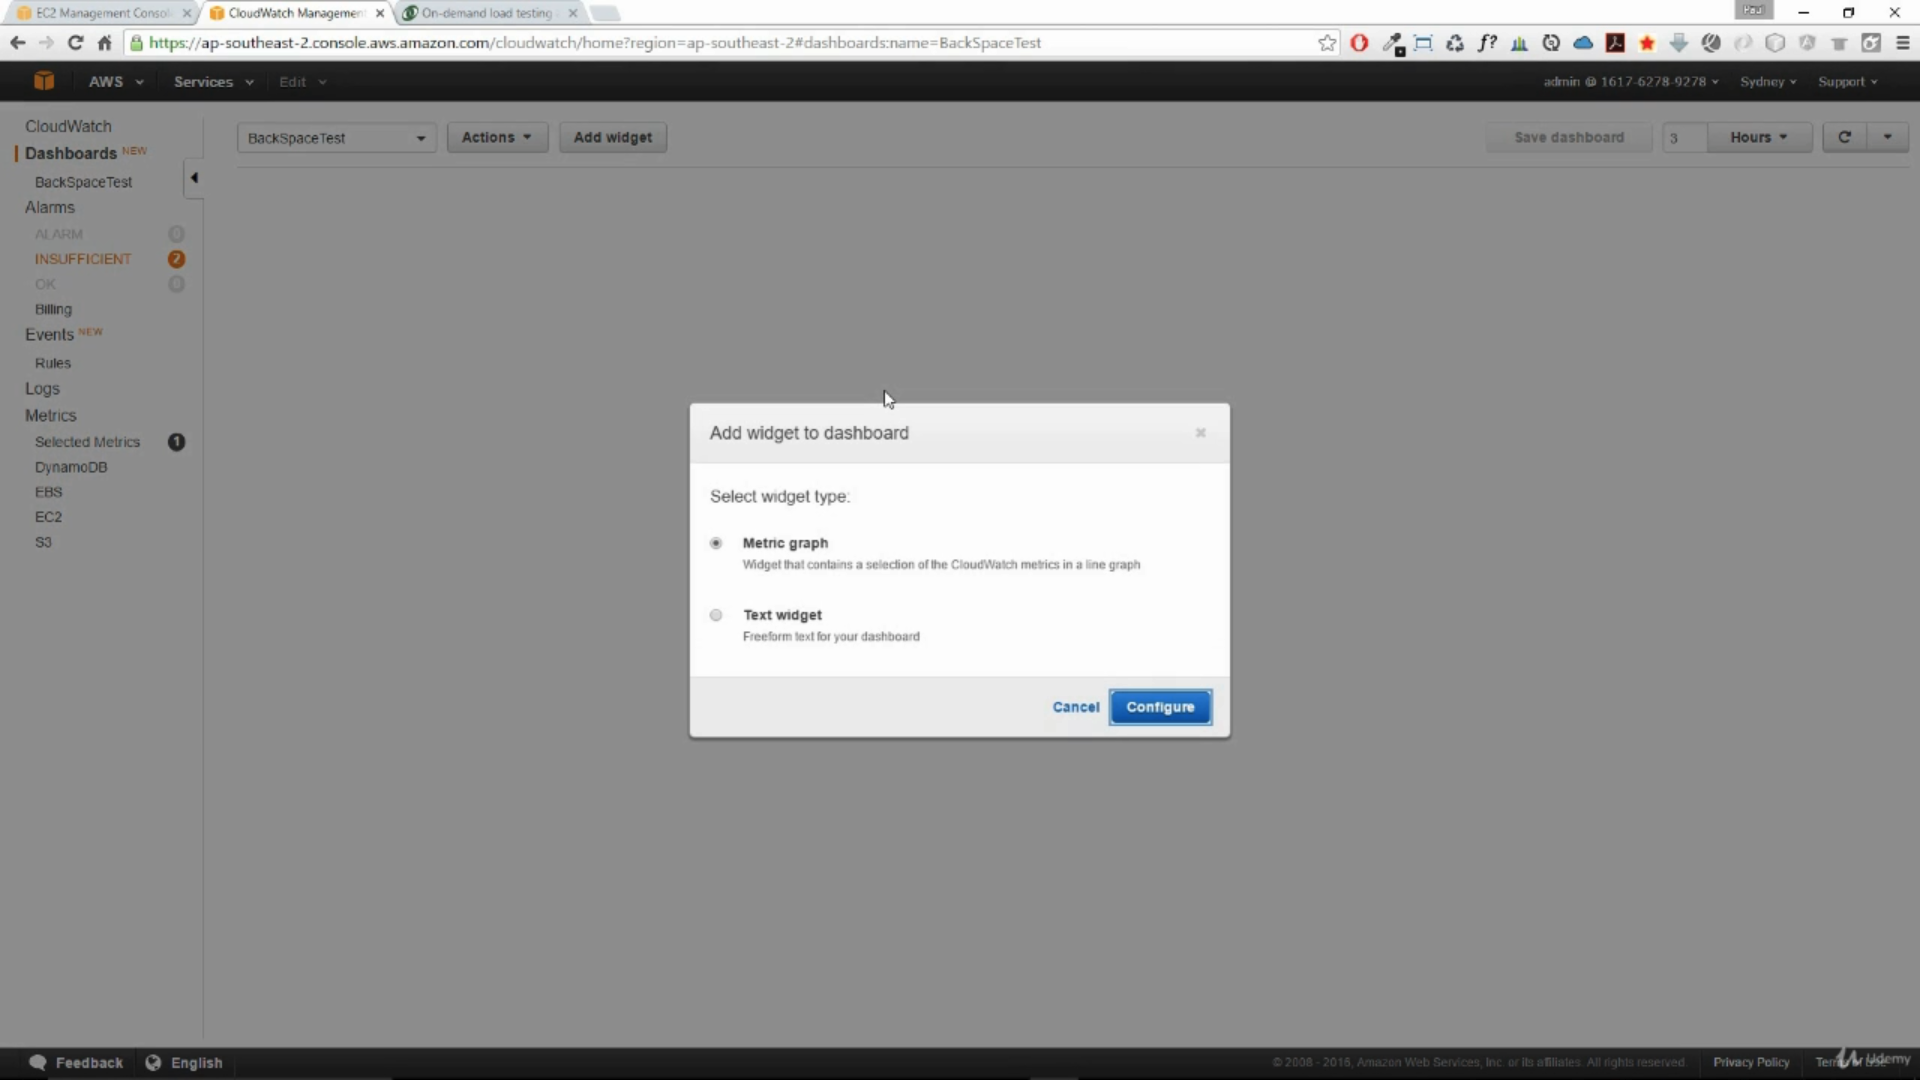 EC2 Management Consol
CloudWatch Managemen
On-demand load testing
Paul
https://ap-southeast-2.console.aws.amazon.com/cloudwatch/home?region=ap-southeast-2#dashboards:name=BackSpaceTest
f?
AWS
Services
Edit
admin @ 1617-6278-9278
Sydney
Support
CloudWatch
Dashboards NEW
BackSpaceTest
Alarms
ALARM 0
INSUFFICIENT 2
OK 0
Billing
Events NEW
Rules
Logs
Metrics
Selected Metrics 1
DynamoDB
EBS
EC2
S3
BackSpaceTest
Actions
Add widget
Save dashboard
3
Hours
Add widget to dashboard
Select widget type:
Metric graph
Widget that contains a selection of the CloudWatch metrics in a line graph
Text widget
Freeform text for your dashboard
Cancel
Configure
Feedback
English
© 2008 - 2016, Amazon Web Services, Inc. or its affiliates. All rights reserved.
Privacy Policy
Udemy